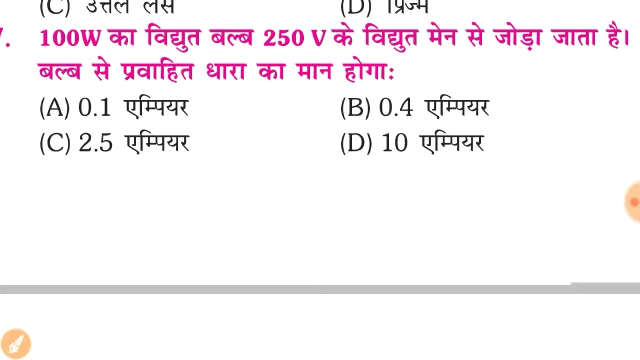 (C) उत्तल लेंस (D) प्रिज्म
7. 100W का विद्युत बल्ब 250 V के विद्युत मेन से जोड़ा जाता है।
बल्ब से प्रवाहित धारा का मान होगाः
(A) 0.1 एम्पियर (B) 0.4 एम्पियर
(C) 2.5 एम्पियर (D) 10 एम्पियर